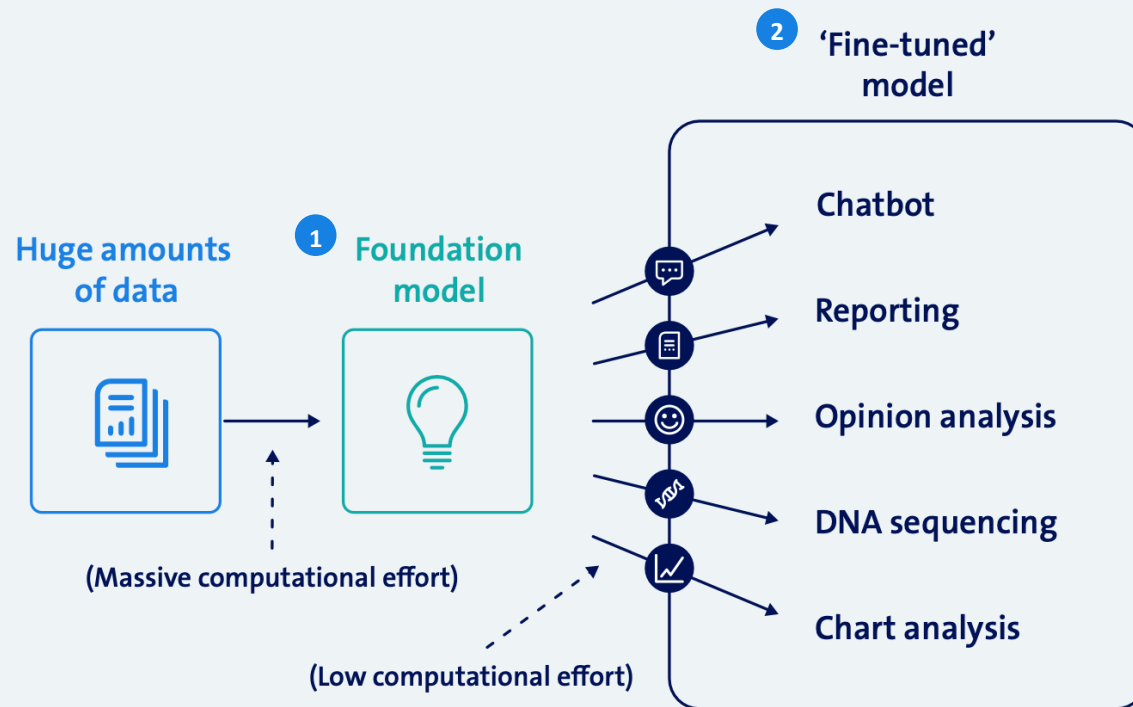 Huge amounts
of data
1
Foundation
model
(Massive computational effort)
(Low computational effort)
2
‘Fine-tuned’
model
Chatbot
Reporting
Opinion analysis
DNA sequencing
Chart analysis